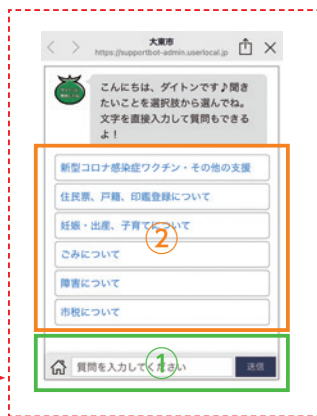 大東市
https://supportbot-admin.userlocal.jp
こんにちは、ダイトンです♪聞き
たいことを選択肢から選んでね。
文字を直接入力して質問もできる
よ！
新型コロナ感染症ワクチン・その他の支援
住民票、戸籍、印鑑登録について
妊娠・出産、子育てについて
②
ごみについて
障害について
市税について
質問を入力してください
①
送信